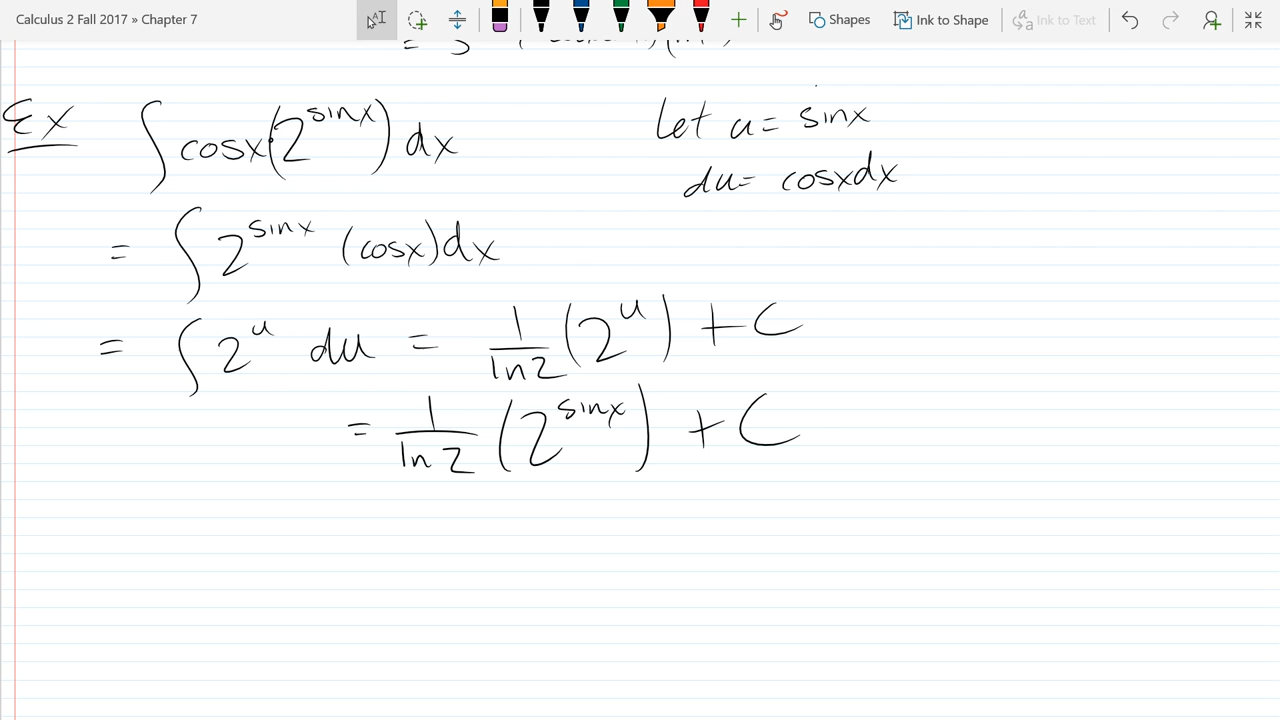 Calculus 2 Fall 2017 » Chapter 7
Shapes Ink to Shape Ink to Text
Ex ∫ cosx(2^sinx) dx
let u = sinx
du = cosxdx
= ∫ 2^sinx (cosx)dx
= ∫ 2^u du = 1/ln2 (2^u) + C
= 1/ln2 (2^sinx) + C